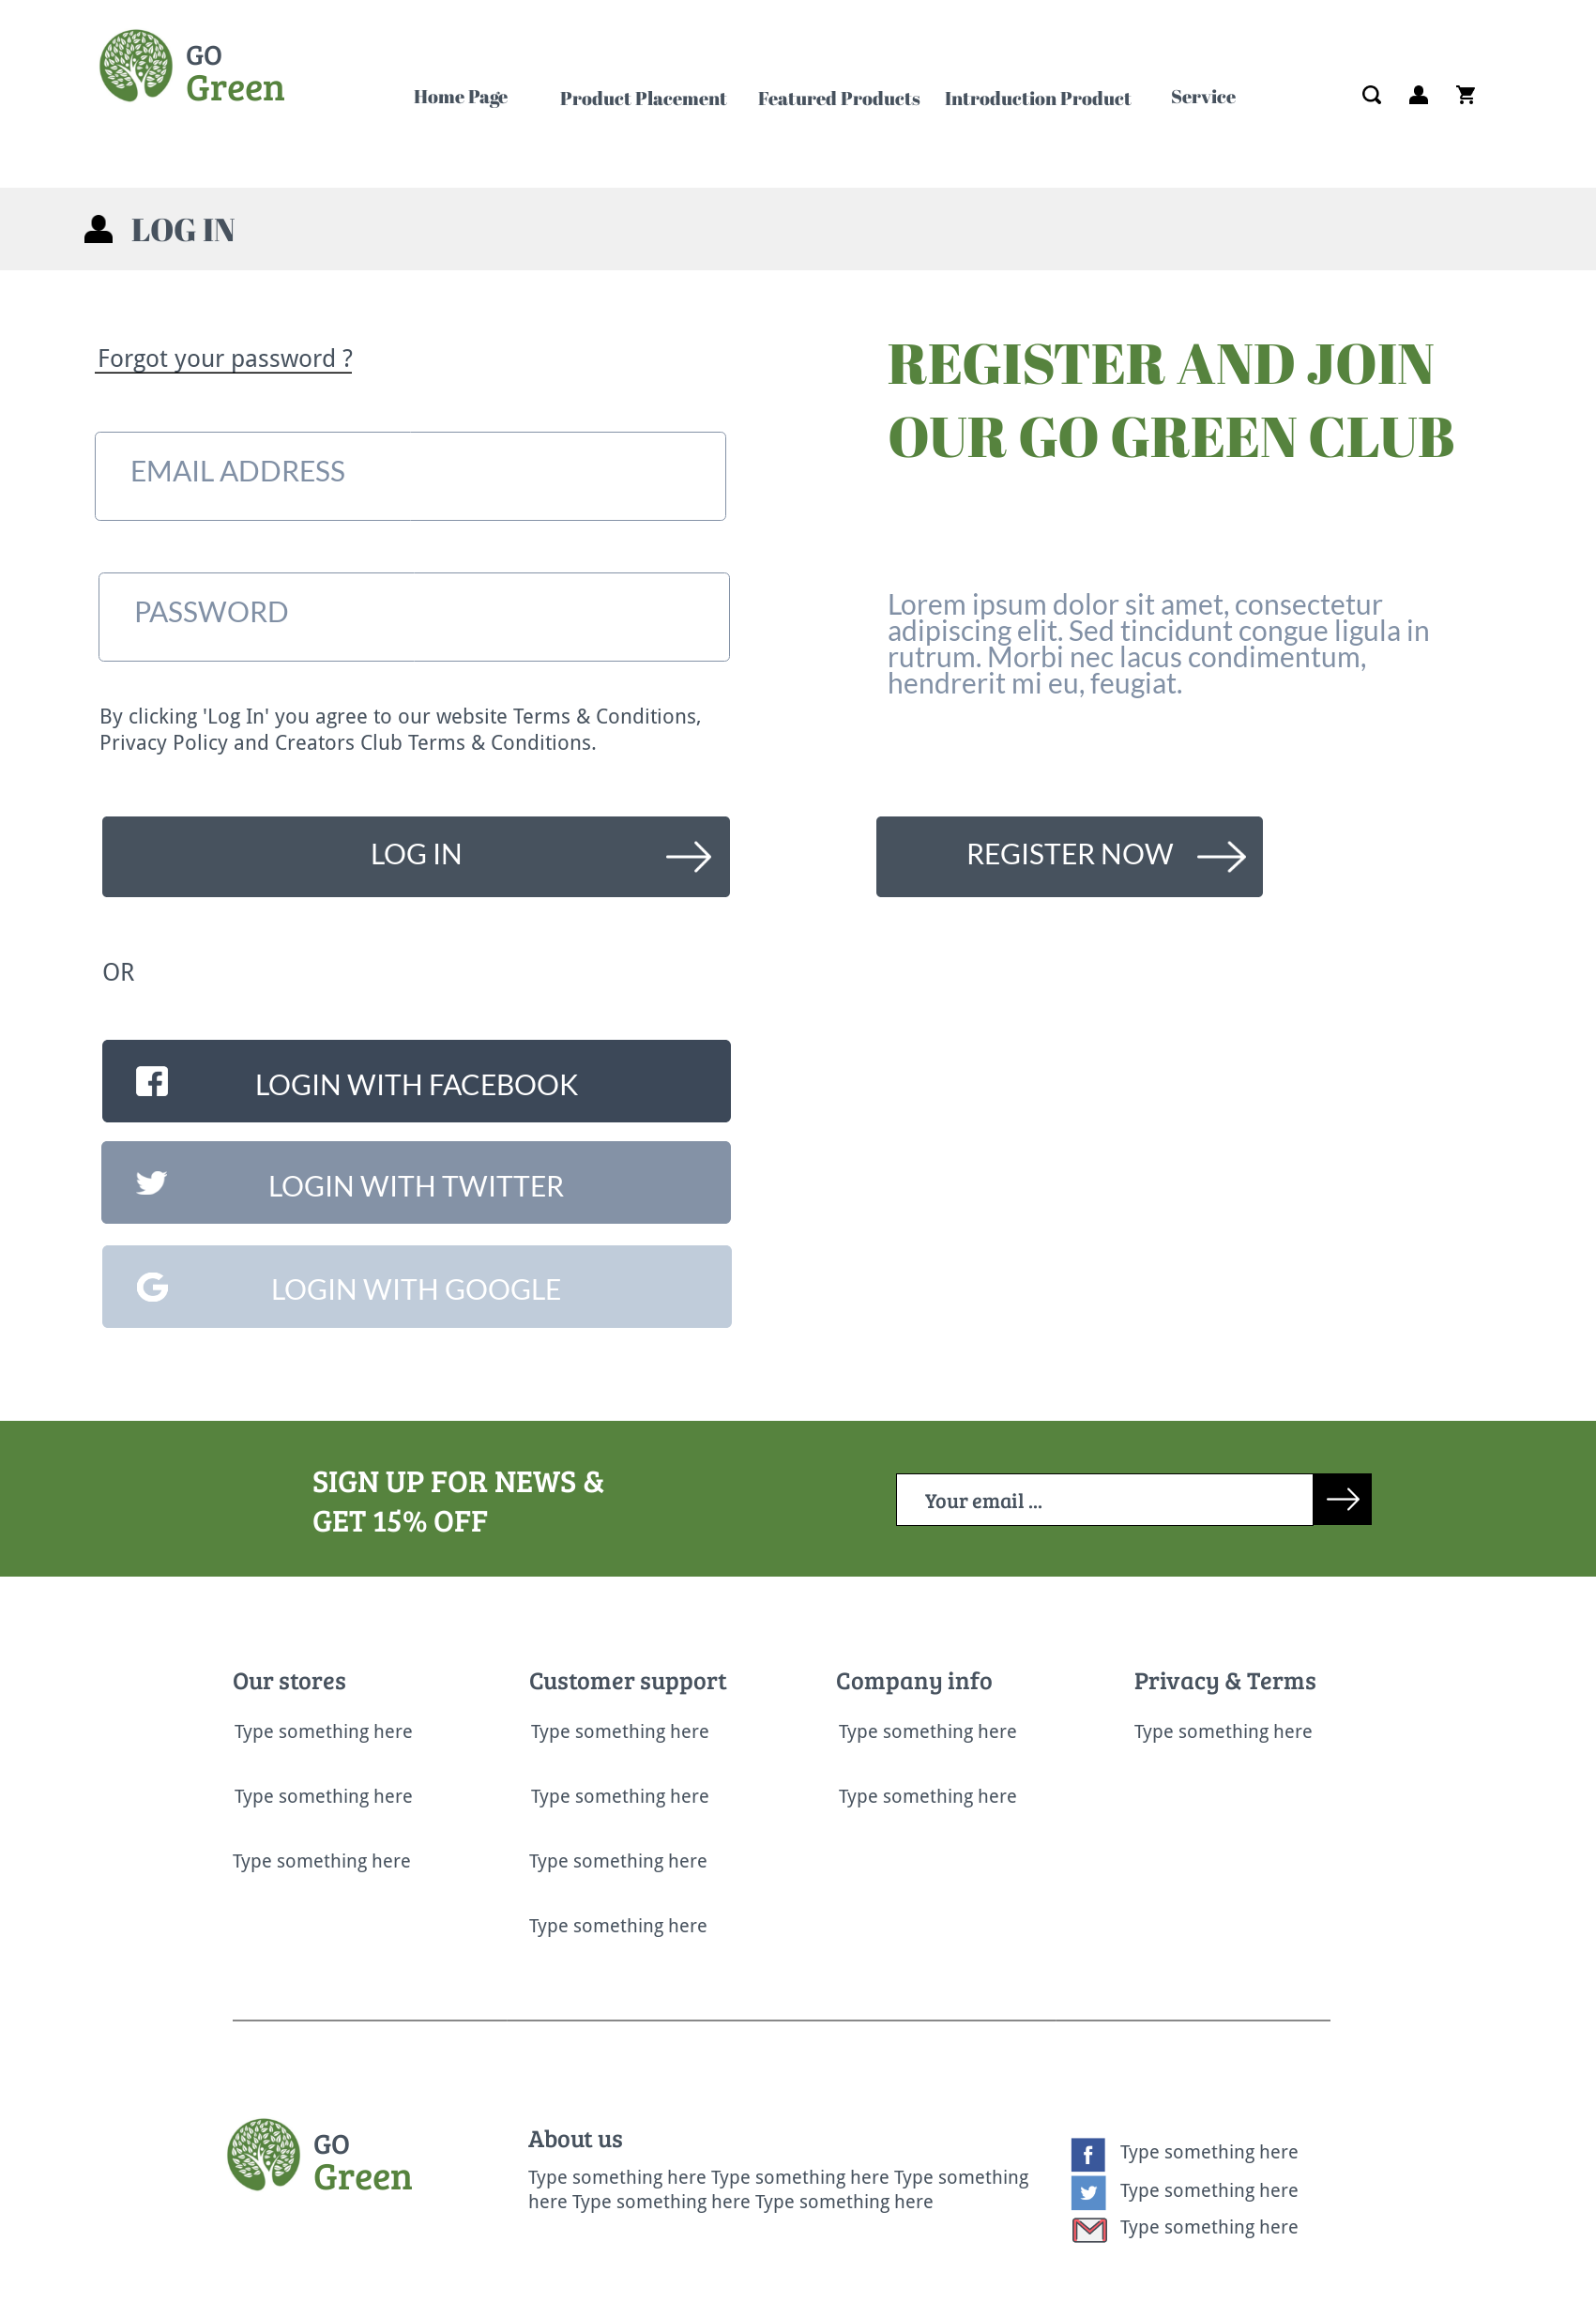 GO
Green
Home Page
Product Placement
Featured Products
Introduction Product
Service
LOG IN
Forgot your password ?
EMAIL ADDRESS
PASSWORD
By clicking 'Log In' you agree to our website Terms & Conditions,
Privacy Policy and Creators Club Terms & Conditions.
LOG IN
OR
LOGIN WITH FACEBOOK
LOGIN WITH TWITTER
LOGIN WITH GOOGLE
REGISTER AND JOIN
OUR GO GREEN CLUB
Lorem ipsum dolor sit amet, consectetur
adipiscing elit. Sed tincidunt congue ligula in
rutrum. Morbi nec lacus condimentum,
hendrerit mi eu, feugiat.
REGISTER NOW
SIGN UP FOR NEWS &
GET 15% OFF
Your email ...
Our stores
Type something here
Type something here
Type something here
Customer support
Type something here
Type something here
Type something here
Type something here
Company info
Type something here
Type something here
Privacy & Terms
Type something here
GO
Green
About us
Type something here Type something here Type something
here Type something here Type something here
Type something here
Type something here
Type something here